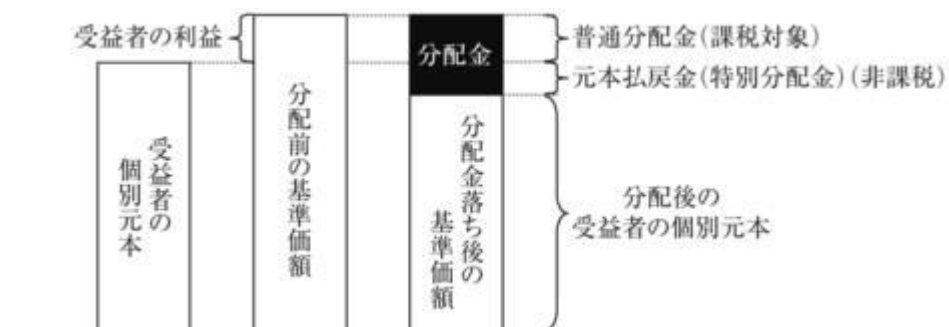 受益者の利益
分配金
普通分配金(課税対象)
元本払戻金(特別分配金)(非課税)
受益者の
個別元本
分配前の基準価額
分配金落ち後の
基準価額
分配後の
受益者の個別元本